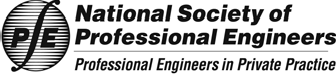 PE
National Society of
Professional Engineers
Professional Engineers in Private Practice